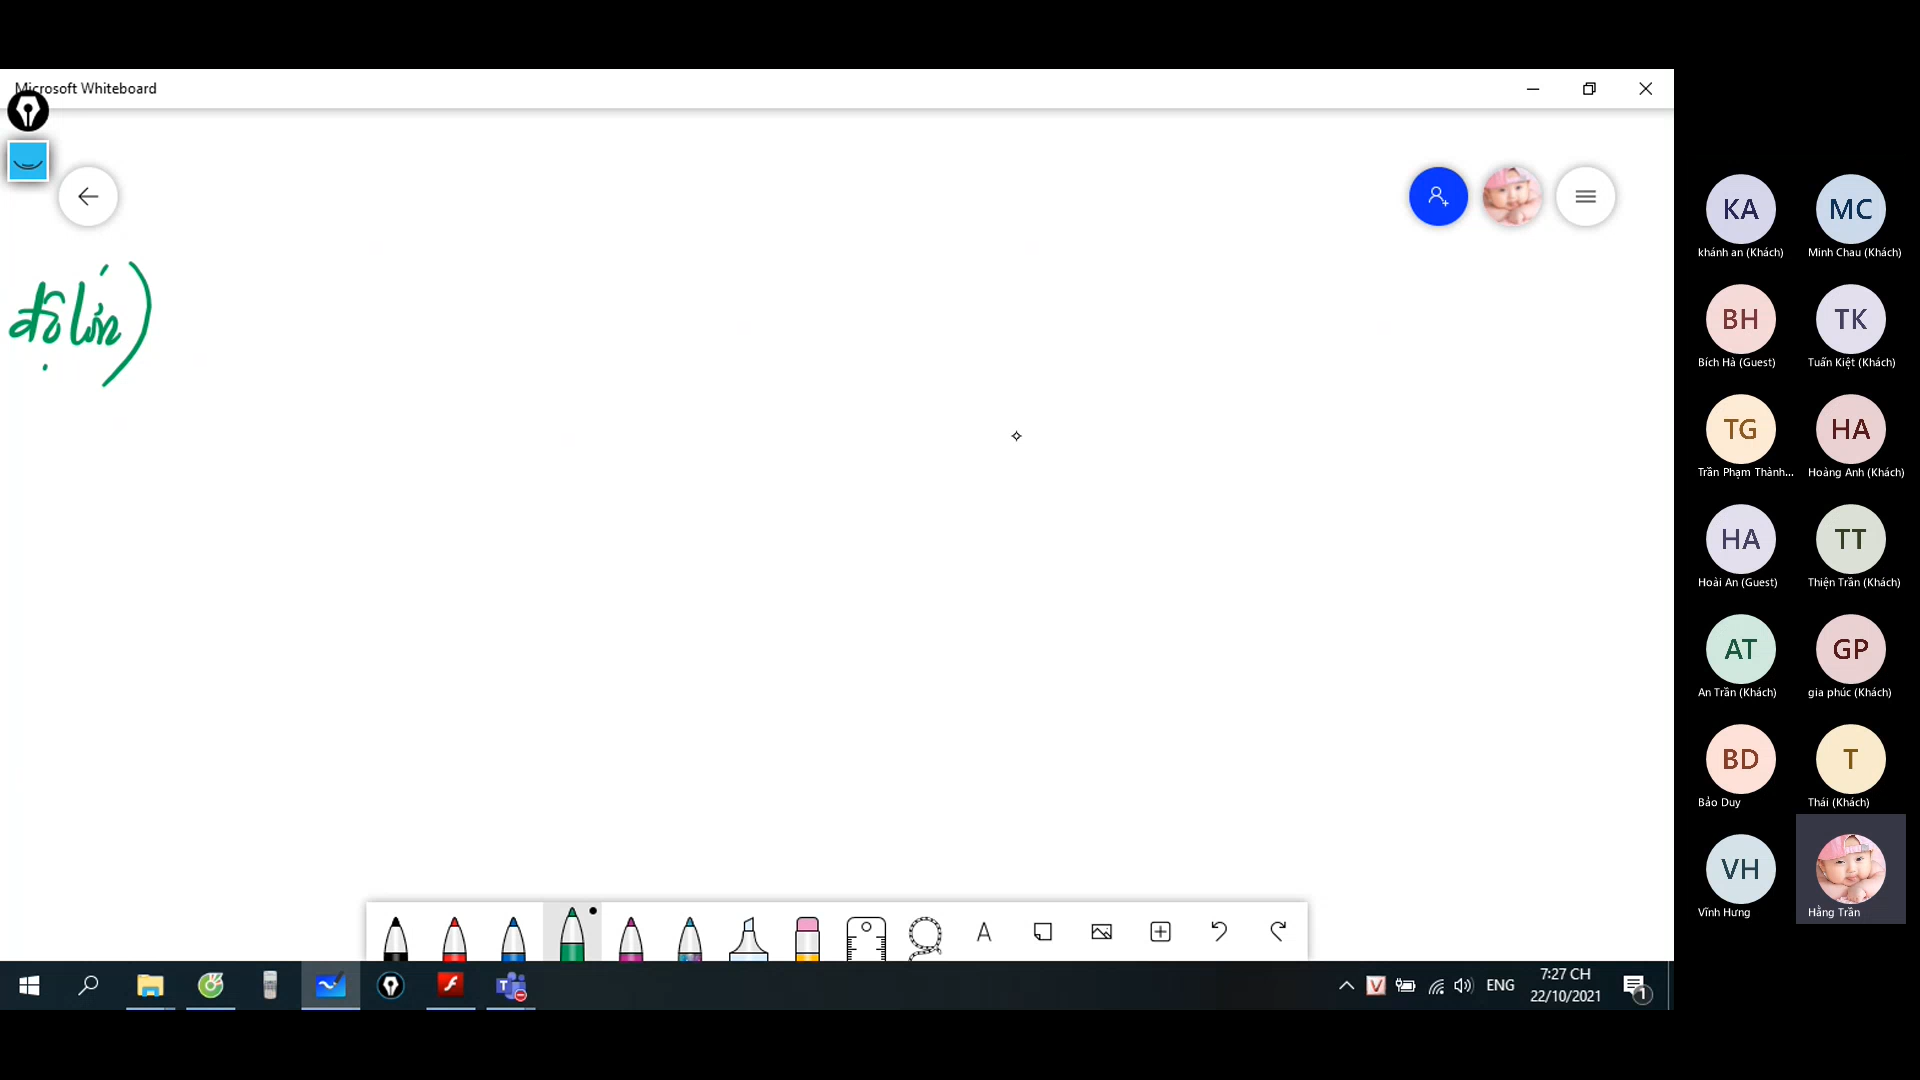 Microsoft Whiteboard
độ lớn)
KA
MC
khánh an (Khách)
Minh Chau (Khách)
BH
TK
Bích Hà (Guest)
Tuấn Kiệt (Khách)
TG
HA
Trần Phạm Thành...
Hoàng Anh (Khách)
HA
TT
Hoài An (Guest)
Thiện Trần (Khách)
AT
GP
An Trần (Khách)
gia phúc (Khách)
BD
T
Bảo Duy
Thái (Khách)
VH
Vĩnh Hưng
Hằng Trần
A
T
V
ENG
7:27 CH
22/10/2021
1